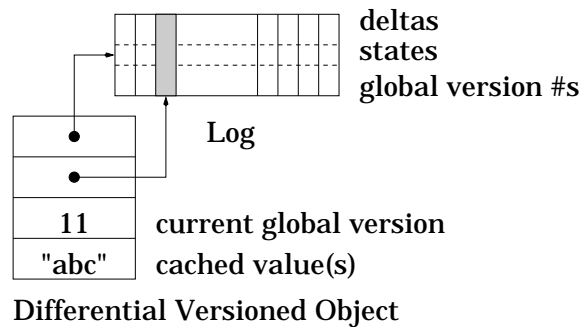 deltas
states
global version #s
Log
11 current global version
"abc" cached value(s)
Differential Versioned Object